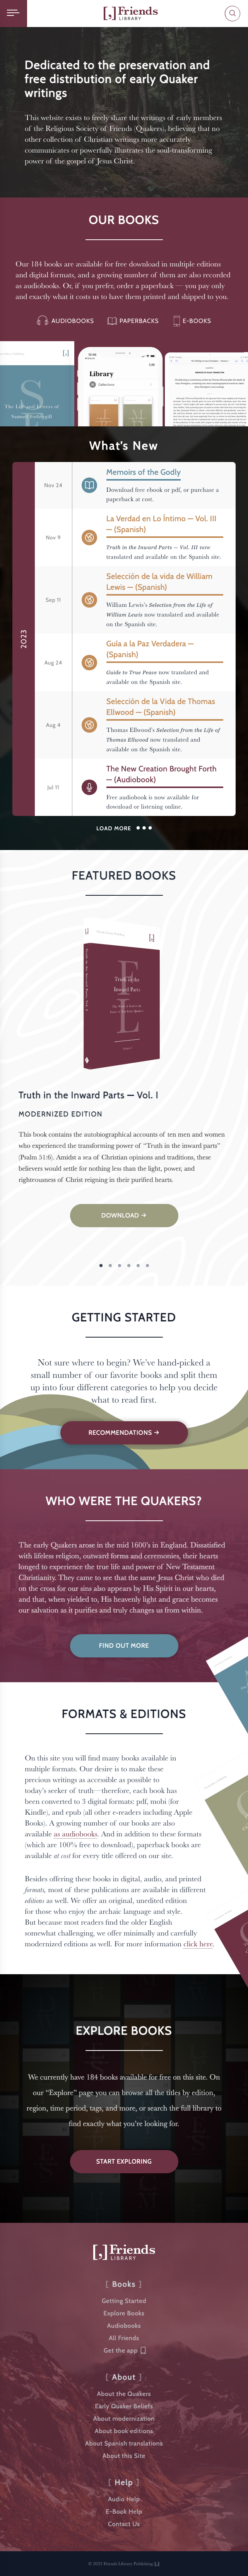 Friends
LIBRARY
Dedicated to the preservation and
free distribution of early Quaker
writings
This website exists to freely share the writings of early members
of the Religious Society of Friends (Quakers), believing that no
other collection of Christian writings more accurately
communicates or powerfully illustrates the soul-transforming
power of the gospel of Jesus Christ.
OUR BOOKS
Our 184 books are available for free download in multiple editions
and digital formats, and a growing number of them are also recorded
as audiobooks. Or, if you prefer, order a paperback — you pay only
and exactly what it costs us to have them printed and shipped to you.
AUDIOBOOKS
PAPERBACKS
E-BOOKS
Library
What's New
2023
Nov 24
Memoirs of the Godly
Download free ebook or pdf, or purchase a
paperback at cost.
Nov 9
La Verdad en Lo Íntimo — Vol. III
— (Spanish)
Truth in the Inward Parts — Vol. III now
translated and available on the Spanish site.
Sep 11
Selección de la vida de William
Lewis — (Spanish)
William Lewis's Selection from the Life of
William Lewis now translated and available
on the Spanish site.
Aug 24
Guía a la Paz Verdadera —
(Spanish)
Guide to True Peace now translated and
available on the Spanish site.
Aug 4
Selección de la Vida de Thomas
Ellwood — (Spanish)
Thomas Ellwood's Selection from the Life of
Thomas Ellwood now translated and
available on the Spanish site.
Jul 11
The New Creation Brought Forth
— (Audiobook)
Free audiobook is now available for
download or listening online.
LOAD MORE
FEATURED BOOKS
Truth in the
Inward Parts
Truth in the Inward Parts — Vol. I
MODERNIZED EDITION
This book contains the autobiographical accounts of ten men and women
who experienced the transforming power of "Truth in the inward parts"
(Psalm 51:6). Amidst a sea of Christian opinions and traditions, these
believers would settle for nothing less than the light, power, and
righteousness of Christ reigning in their purified hearts.
DOWNLOAD →
GETTING STARTED
Not sure where to begin? We've hand-picked a
small number of our favorite books and split them
up into four different categories to help you decide
what to read first.
RECOMMENDATIONS →
WHO WERE THE QUAKERS?
The early Quakers arose in the mid 1600's in England. Dissatisfied
with lifeless religion, outward forms and ceremonies, their hearts
longed to experience the true life and power of New Testament
Christianity. They came to see that the same Jesus Christ who died
on the cross for our sins also appears by His Spirit in our hearts,
and that, when yielded to, His heavenly light and grace becomes
our salvation as it purifies and truly changes us from within.
FIND OUT MORE
FORMATS & EDITIONS
On this site you will find many books available in
multiple formats. Our desire is to make these
precious writings as accessible as possible to
today's seeker of truth—therefore, each book has
been converted to 3 digital formats: pdf, mobi (for
Kindle), and epub (all other e-readers including Apple
Books). A growing number of our books are also
available as audiobooks. And in addition to these formats
(which are 100% free to download), paperback books are
available at cost for every title offered on our site.
Besides offering these books in digital, audio, and printed
formats, most of these publications are available in different
editions as well. We offer an original, unedited edition
for those who enjoy the archaic language and style.
But because most readers find the older English
somewhat challenging, we offer minimally and carefully
modernized editions as well. For more information click here.
EXPLORE BOOKS
We currently have 184 books available for free on this site. On
our "Explore" page you can browse all the titles by edition,
region, time period, tags, and more, or search the full library to
find exactly what you're looking for.
START EXPLORING
Friends
LIBRARY
[ Books ]
Getting Started
Explore Books
Audiobooks
All Friends
Get the app
[ About ]
About the Quakers
Early Quaker Beliefs
About modernization
About book editions
About Spanish translations
About this Site
[ Help ]
Audio Help
E-Book Help
Contact Us
© 2023 Friends Library Publishing